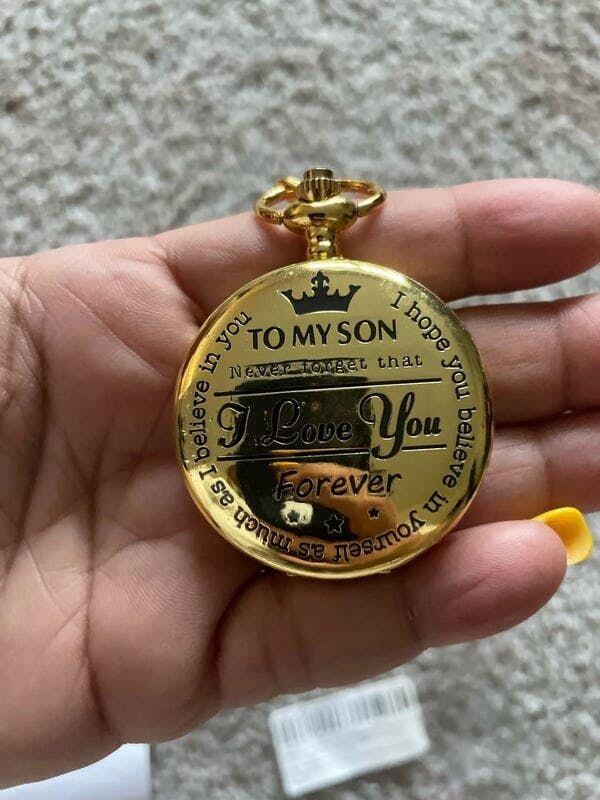 TO MY SON
Never forget that
I Love You
Forever
I hope you believe in yourself as much as I believe in you